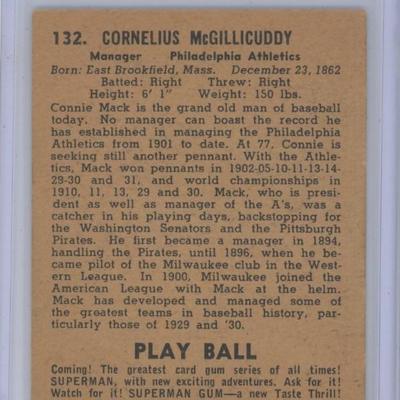 132. CORNELIUS McGILLICUDDY
Manager Philadelphia Athletics
Born: East Brookfield, Mass. December 23, 1862
Batted: Right Threw: Right
Height: 6' 1" Weight: 150 lbs.
Connie Mack is the grand old man of baseball
today. No manager can boast the record he
has established in managing the Philadelphia
Athletics from 1901 to date. At 77, Connie is
seeking still another pennant. With the Athle-
tics, Mack won pennants in 1902-05-10-11-13-14-
29-30 and 31, and world championships in
1910, 11, 13, 29 and 30. Mack, who is presi-
dent as well as manager of the A's, was a
catcher in his playing days, backstopping for
the Washington Senators and the Pittsburgh
Pirates. He first became a manager in 1894,
handling the Pirates, until 1896, when he be-
came pilot of the Milwaukee club in the West-
ern League. In 1900, Milwaukee joined the
American League with Mack at the helm.
Mack has developed and managed some of
the greatest teams in baseball history, par-
ticularly those of 1929 and '30.
PLAY BALL
Coming! The greatest card gum series of all times!
SUPERMAN, with new exciting adventures. Ask for it!
Watch for it! SUPERMAN GUM—a new Taste Thrill!